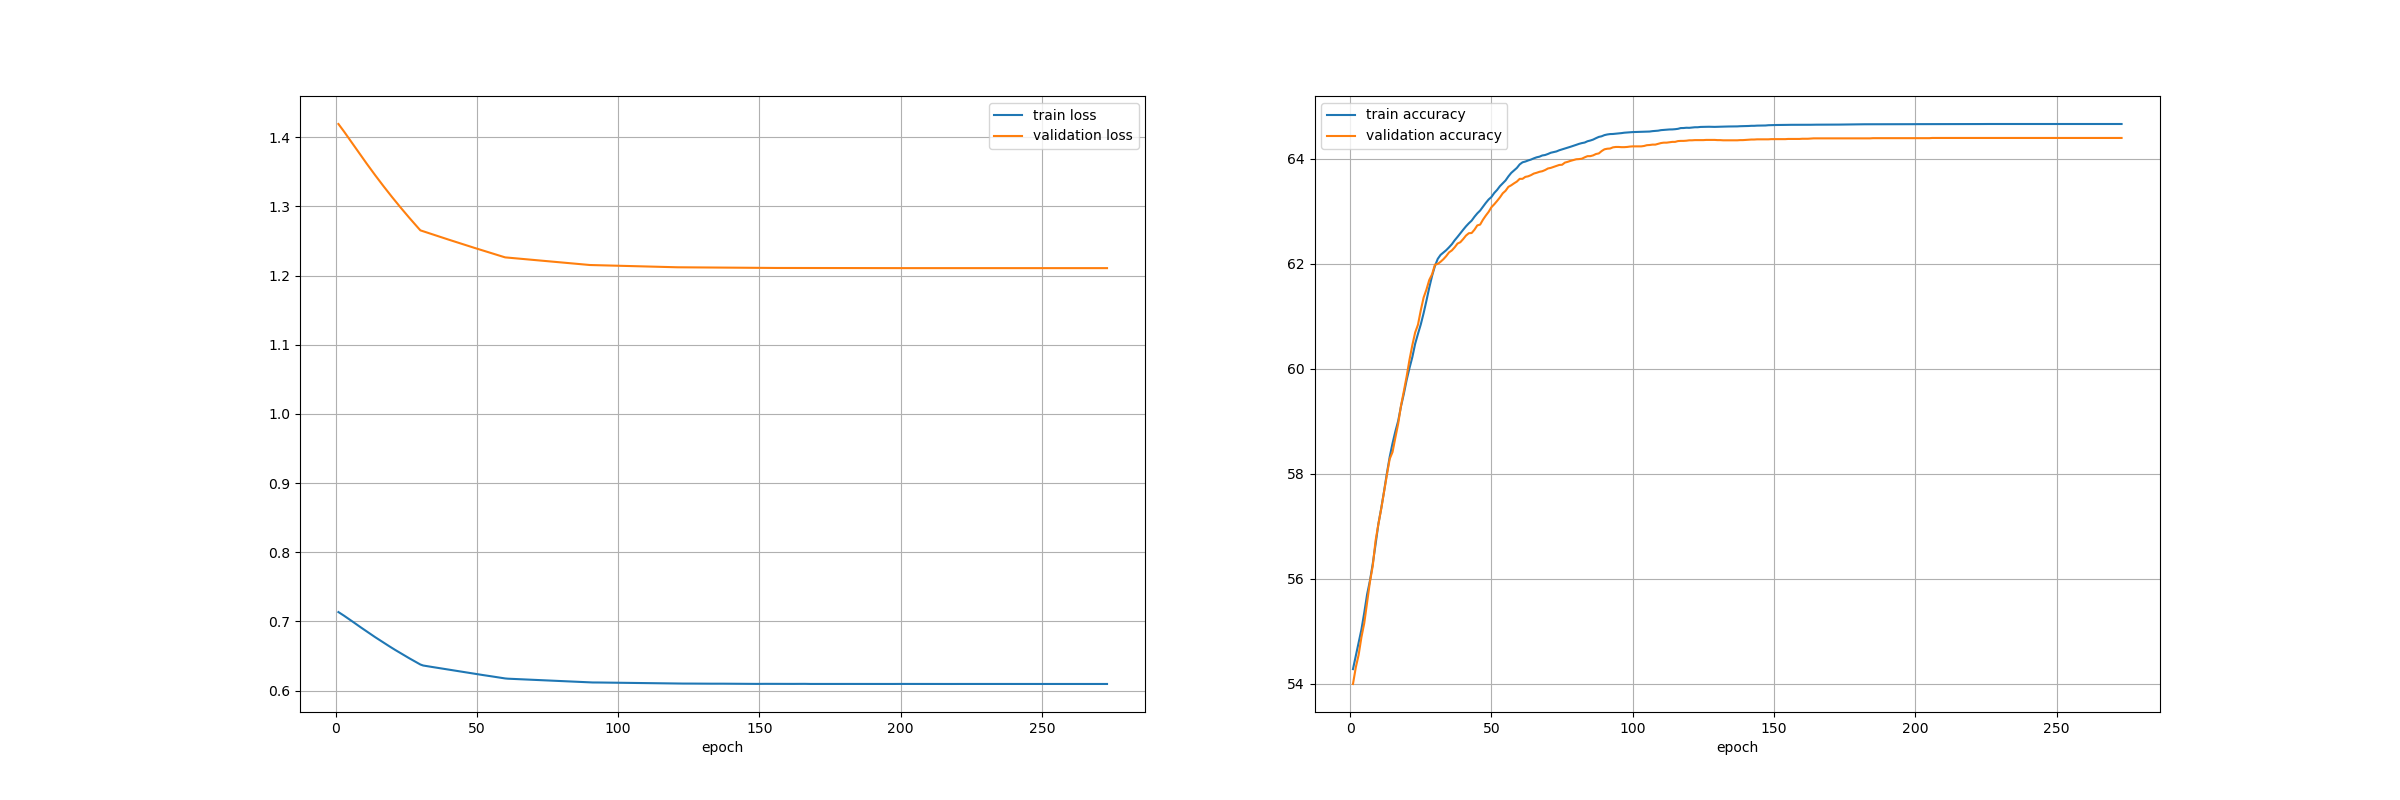 train loss
validation loss
1.4
1.3
1.2
1.1
1.0
0.9
0.8
0.7
0.6
0 50 100 150 200 250
epoch
train accuracy
validation accuracy
64
62
60
58
56
54
0 50 100 150 200 250
epoch